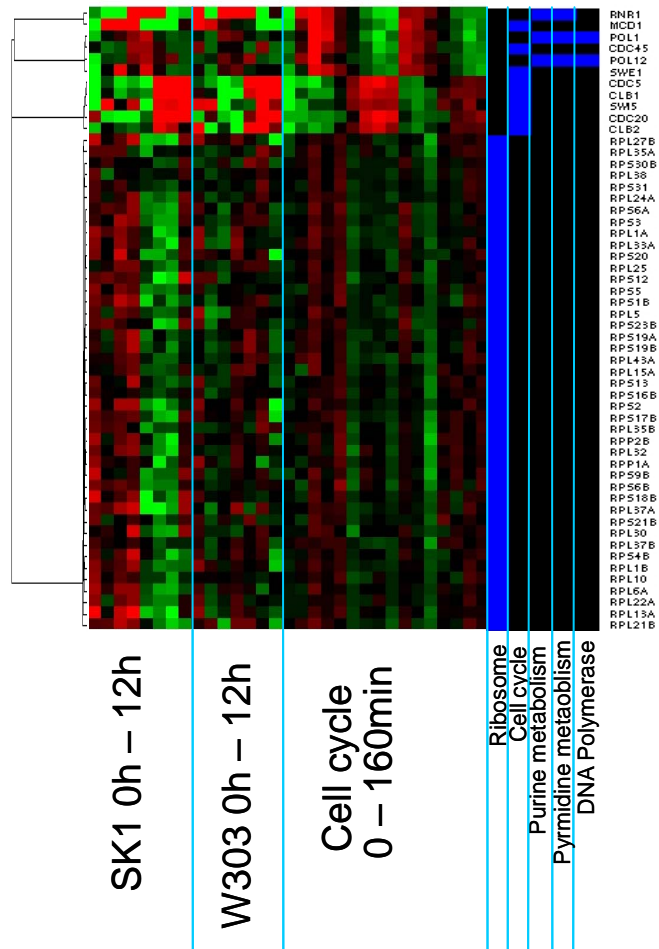 RNR1
MCD1
POL1
CDC45
POL12
SWE1
CDC5
CLB1
SWI5
CDC20
CLB2
RPL27B
RPL35A
RPS30B
RPL38
RPS31
RPL24A
RPS6A
RPS3
RPL1A
RPL33A
RPS20
RPL25
RPS12
RPS5
RPS1B
RPL5
RPS23B
RPS19A
RPS19B
RPL43A
RPL15A
RPS13
RPS16B
RPS2
RPS17B
RPL35B
RPP2B
RPL32
RPP1A
RPS9B
RPS6B
RPS18B
RPL37A
RPS21B
RPL30
RPL37B
RPS4B
RPL1B
RPL10
RPL6A
RPL22A
RPL13A
RPL21B
SK1 0h – 12h
W303 0h – 12h
Cell cycle
0 – 160min
Ribosome
Cell cycle
Purine metabolism
Pyrmidine metaoblism
DNA Polymerase